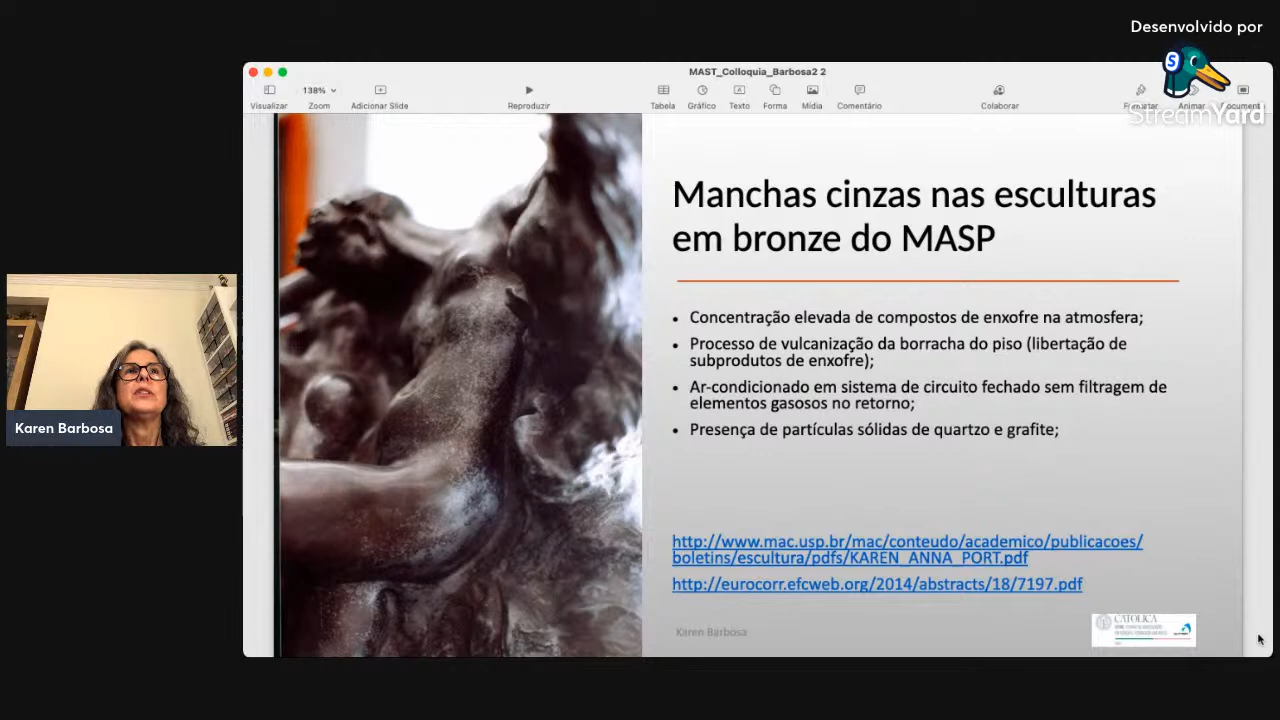 Desenvolvido por
S
StreamYard
MAST_Colloquia_Barbosa2 2
138%
Visualizar
Zoom
Adicionar Slide
Reproduzir
Tabela
Gráfico
Texto
Forma
Mídia
Comentário
Colaborar
Animar
Manchas cinzas nas esculturas
em bronze do MASP
• Concentração elevada de compostos de enxofre na atmosfera;
• Processo de vulcanização da borracha do piso (libertação de
subprodutos de enxofre);
• Ar-condicionado em sistema de circuito fechado sem filtragem de
elementos gasosos no retorno;
• Presença de partículas sólidas de quartzo e grafite;
http://www.mac.usp.br/mac/conteudo/academico/publicacoes/
boletins/escultura/pdfs/KAREN_ANNA_PORT.pdf
http://eurocorr.efcweb.org/2014/abstracts/18/7197.pdf
Karen Barbosa
CATOLICA
Karen Barbosa